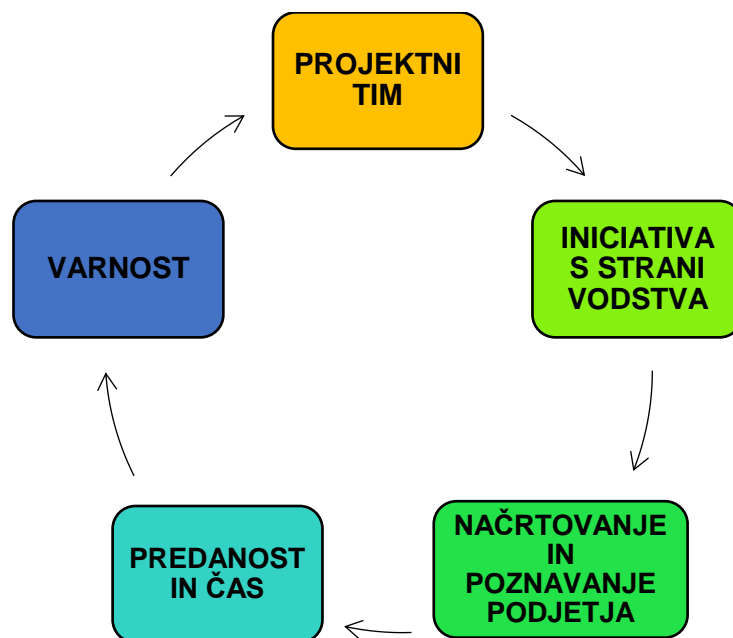 PROJEKTNI
TIM
INICIATIVA
S STRANI
VODSTVA
NAČRTOVANJE
IN
POZNAVANJE
PODJETJA
PREDANOST
IN ČAS
VARNOST